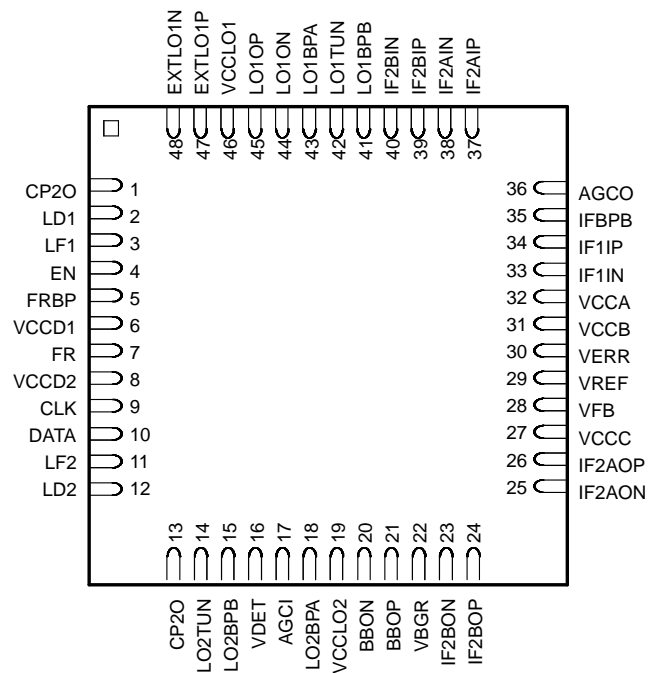 EXTLO1N
EXTLO1P
VCCLO1
LO1OP
LO1ON
LO1BPA
LO1TUN
LO1BPB
IF2BIN
IF2BIP
IF2AIN
IF2AIP
48
47
46
45
44
43
42
41
40
39
38
37
CP2O 1
LD1 2
LF1 3
EN 4
FRBP 5
VCCD1 6
FR 7
VCCD2 8
CLK 9
DATA 10
LF2 11
LD2 12
36 AGCO
35 IFBPB
34 IF1IP
33 IF1IN
32 VCCA
31 VCCB
30 VERR
29 VREF
28 VFB
27 VCCC
26 IF2AOP
25 IF2AON
13
14
15
16
17
18
19
20
21
22
23
24
CP2O
LO2TUN
LO2BPB
VDET
AGCI
LO2BPA
VCCLO2
BBON
BBOP
VBGR
IF2BON
IF2BOP